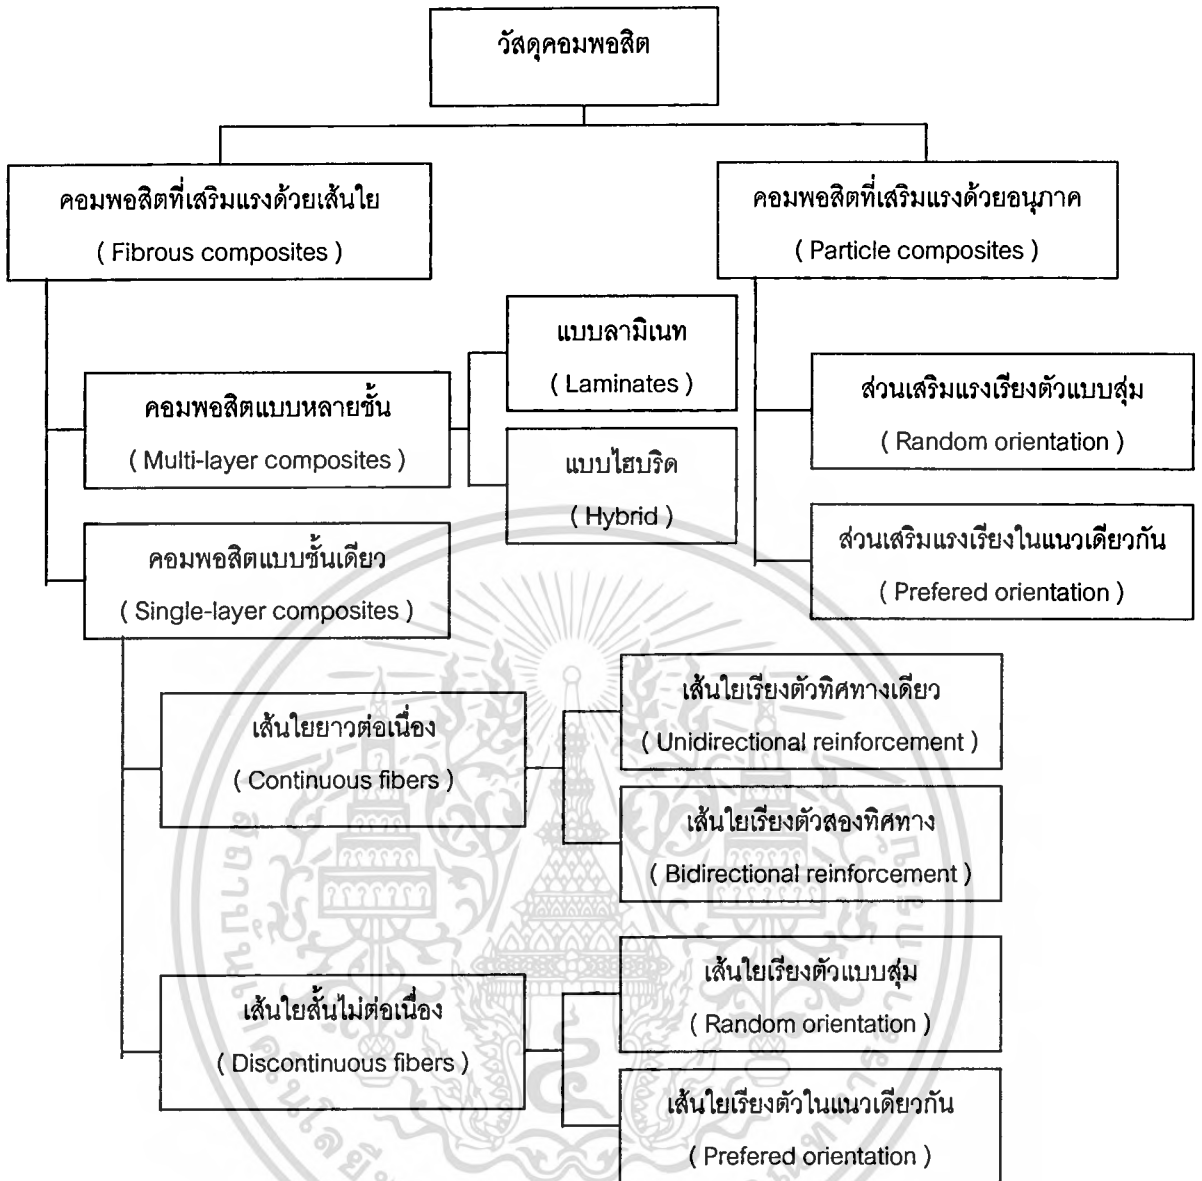 วัสดุคอมพอสิต
คอมพอสิตที่เสริมแรงด้วยเส้นใย
( Fibrous composites )
คอมพอสิตที่เสริมแรงด้วยอนุภาค
( Particle composites )
แบบลามิเนท
( Laminates )
คอมพอสิตแบบหลายชั้น
( Multi-layer composites )
แบบไฮบริด
( Hybrid )
ส่วนเสริมแรงเรียงตัวแบบสุ่ม
( Random orientation )
คอมพอสิตแบบชั้นเดียว
( Single-layer composites )
ส่วนเสริมแรงเรียงในแนวเดียวกัน
( Prefered orientation )
เส้นใยยาวต่อเนื่อง
( Continuous fibers )
เส้นใยเรียงตัวทิศทางเดียว
( Unidirectional reinforcement )
เส้นใยเรียงตัวสองทิศทาง
( Bidirectional reinforcement )
เส้นใยสั้นไม่ต่อเนื่อง
( Discontinuous fibers )
เส้นใยเรียงตัวแบบสุ่ม
( Random orientation )
เส้นใยเรียงตัวในแนวเดียวกัน
( Prefered orientation )